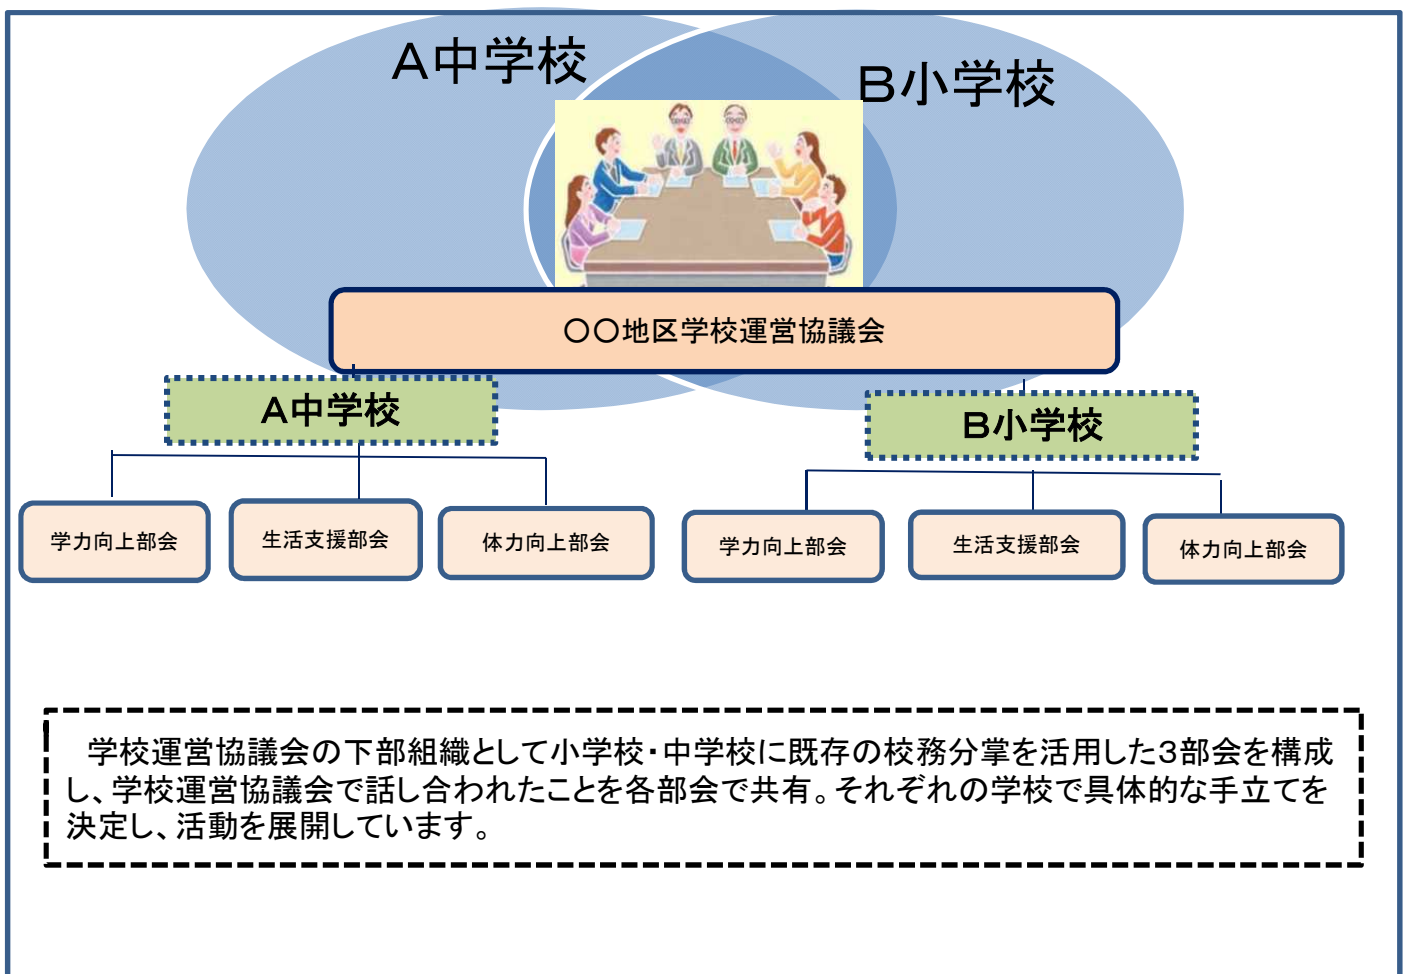 A中学校
B小学校
〇〇地区学校運営協議会
A中学校
B小学校
学力向上部会
生活支援部会
体力向上部会
学力向上部会
生活支援部会
体力向上部会
学校運営協議会の下部組織として小学校・中学校に既存の校務分掌を活用した3部会を構成
し、学校運営協議会で話し合われたことを各部会で共有。それぞれの学校で具体的な手立てを
決定し、活動を展開しています。